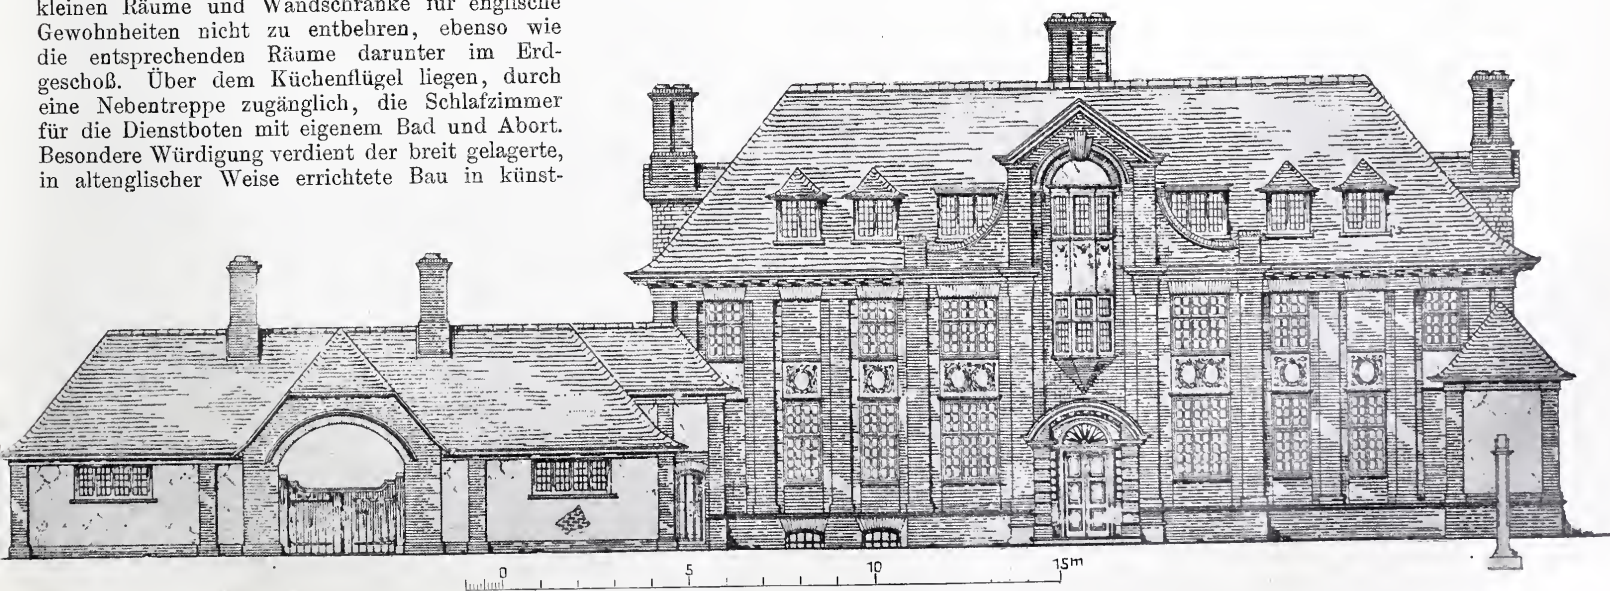 kleinen Räume und Wandschränke für englische
Gewohnheiten nicht zu entbehren, ebenso wie
die entsprechenden Räume darunter im Erd-
geschoß. Über dem Küchenflügel liegen, durch
eine Nebentreppe zugänglich, die Schlafzimmer
für die Dienstboten mit eigenem Bad und Abort.
Besondere Würdigung verdient der breit gelagerte,
in altenglischer Weise errichtete Bau in künst-
0 5 10 15m